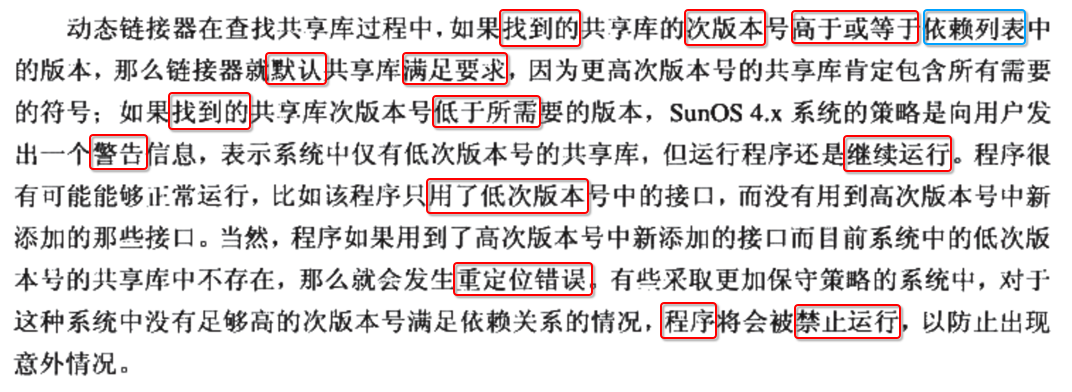 动态链接器在查找共享库过程中，如果找到的共享库的次版本号高于或等于依赖列表中
的版本，那么链接器就默认共享库满足要求，因为更高次版本号的共享库肯定包含所有需要
的符号；如果找到的共享库次版本号低于所需要的版本，SunOS 4.x 系统的策略是向用户发
出一个警告信息，表示系统中仅有低次版本号的共享库，但运行程序还是继续运行。程序很
有可能能够正常运行，比如该程序只用了低次版本号中的接口，而没有用到高次版本号中新
添加的那些接口。当然，程序如果用到了高次版本号中新添加的接口而目前系统中的低次版
本号的共享库中不存在，那么就会发生重定位错误。有些采取更加保守策略的系统中，对于
这种系统中没有足够高的次版本号满足依赖关系的情况，程序将会被禁止运行，以防止出现
意外情况。